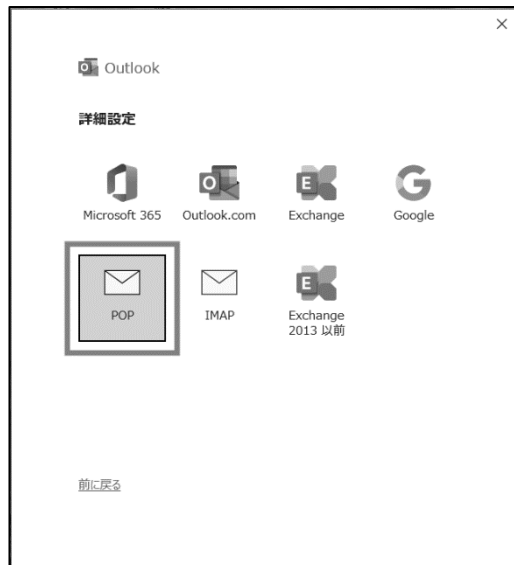 Outlook
詳細設定
Microsoft 365
Outlook.com
Exchange
Google
POP
IMAP
Exchange
2013 以前
前に戻る